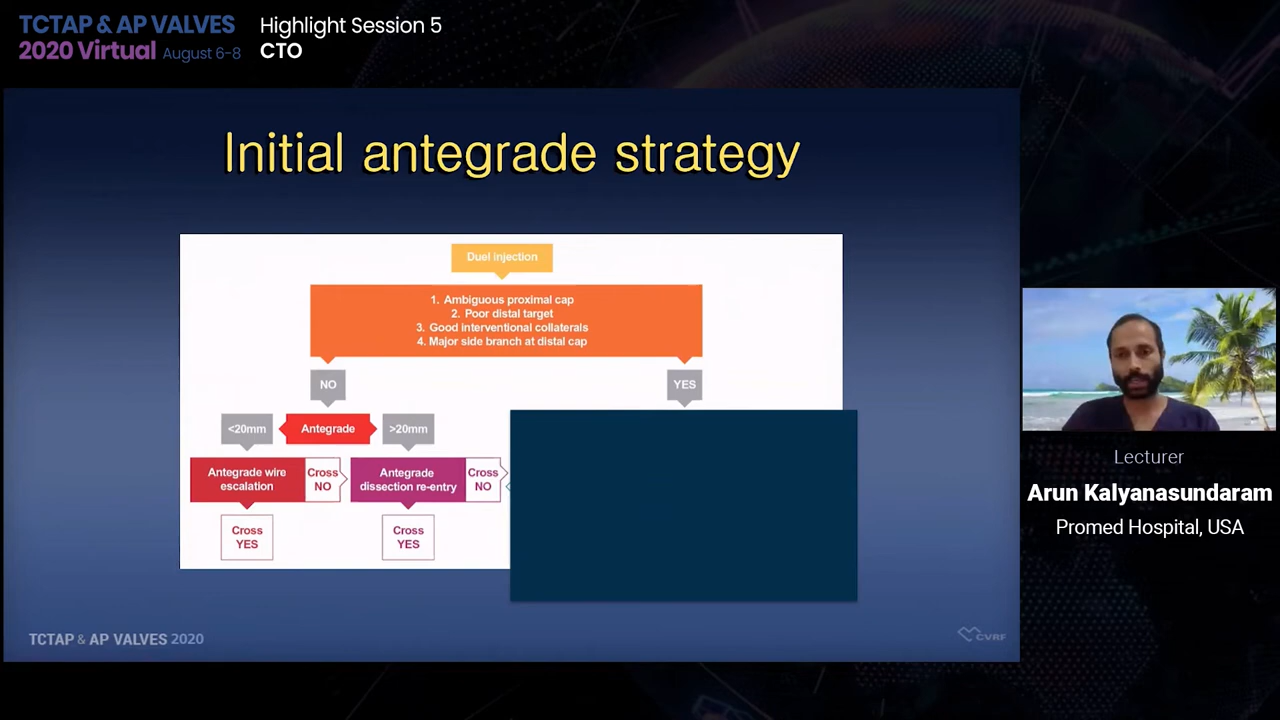 TCTAP & AP VALVES
2020 Virtual August 6-8
Highlight Session 5
CTO
Initial antegrade strategy
Duel Injection
1. Ambiguous proximal cap
2. Poor distal target
3. Good interventional collaterals
4. Major side branch at distal cap
NO
YES
<20mm
Antegrade
>20mm
Antegrade wire
escalation
Cross
NO
Antegrade
dissection re-entry
Cross
NO
Cross
YES
Cross
YES
TCTAP & AP VALVES 2020
CVRF
Lecturer
Arun Kalyanasundaram
Promed Hospital, USA